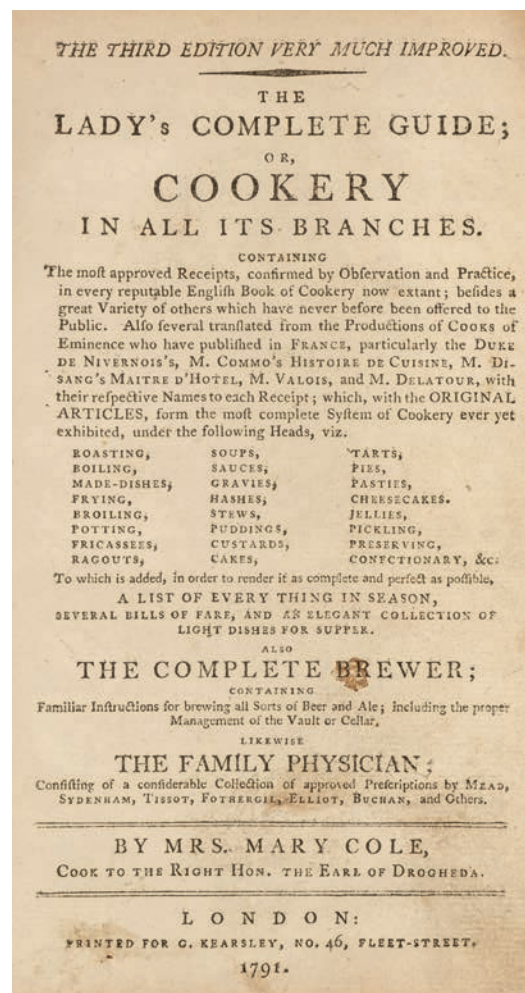 THE THIRD EDITION VERY MUCH IMPROVED.
THE
LADY's COMPLETE GUIDE;
OR,
COOKERY
IN ALL ITS BRANCHES.
CONTAINING
The moſt approved Receipts, confirmed by Obſervation and Practice,
in every reputable Engliſh Book of Cookery now extant; beſides a
great Variety of others which have never before been offered to the
Public. Alſo ſeveral tranſlated from the Productions of COOKS of
Eminence who have publiſhed in FRANCE, particularly the DUKE
DE NIVERNOIS's, M. COMMO's HISTOIRE DE CUISINE, M. DI-
SANG's MAITRE D'HOTEL, M. VALOIS, and M. DELATOUR, with
their reſpective Names to each Receipt; which, with the ORIGINAL
ARTICLES, form the moſt complete Syſtem of Cookery ever yet
exhibited, under the following Heads, viz.
ROASTING, SOUPS, TARTS,
BOILING, SAUCES, PIES,
MADE-DISHES, GRAVIES, PASTIES,
FRYING, HASHES, CHEESECAKES.
BROILING, STEWS, JELLIES,
POTTING, PUDDINGS, PICKLING,
FRICASSEES, CUSTARDS, PRESERVING,
RAGOUTS, CAKES, CONFCTIONARY, &c.
To which is added, in order to render it as complete and perfect as poſſible,
A LIST OF EVERY THING IN SEASON,
SEVERAL BILLS OF FARE, AND AN ELEGANT COLLECTION OF
LIGHT DISHES FOR SUPPER.
ALSO
THE COMPLETE BREWER;
CONTAINING
Familiar Inſtructions for brewing all Sorts of Beer and Ale; including the proper
Management of the Vault or Cellar.
LIKEWISE
THE FAMILY PHYSICIAN;
Conſiſting of a conſiderable Collection of approved Preſcriptions by MEAD,
SYDENHAM, TISSOT, FOTHERGIL, ELLIOT, BUCHAN, and Others.
BY MRS. MARY COLE,
COOK TO THE RIGHT HON. THE EARL OF DROGHEDA.
LONDON:
PRINTED FOR G. KEARSLEY, NO. 46, FLEET-STREET.
1791.